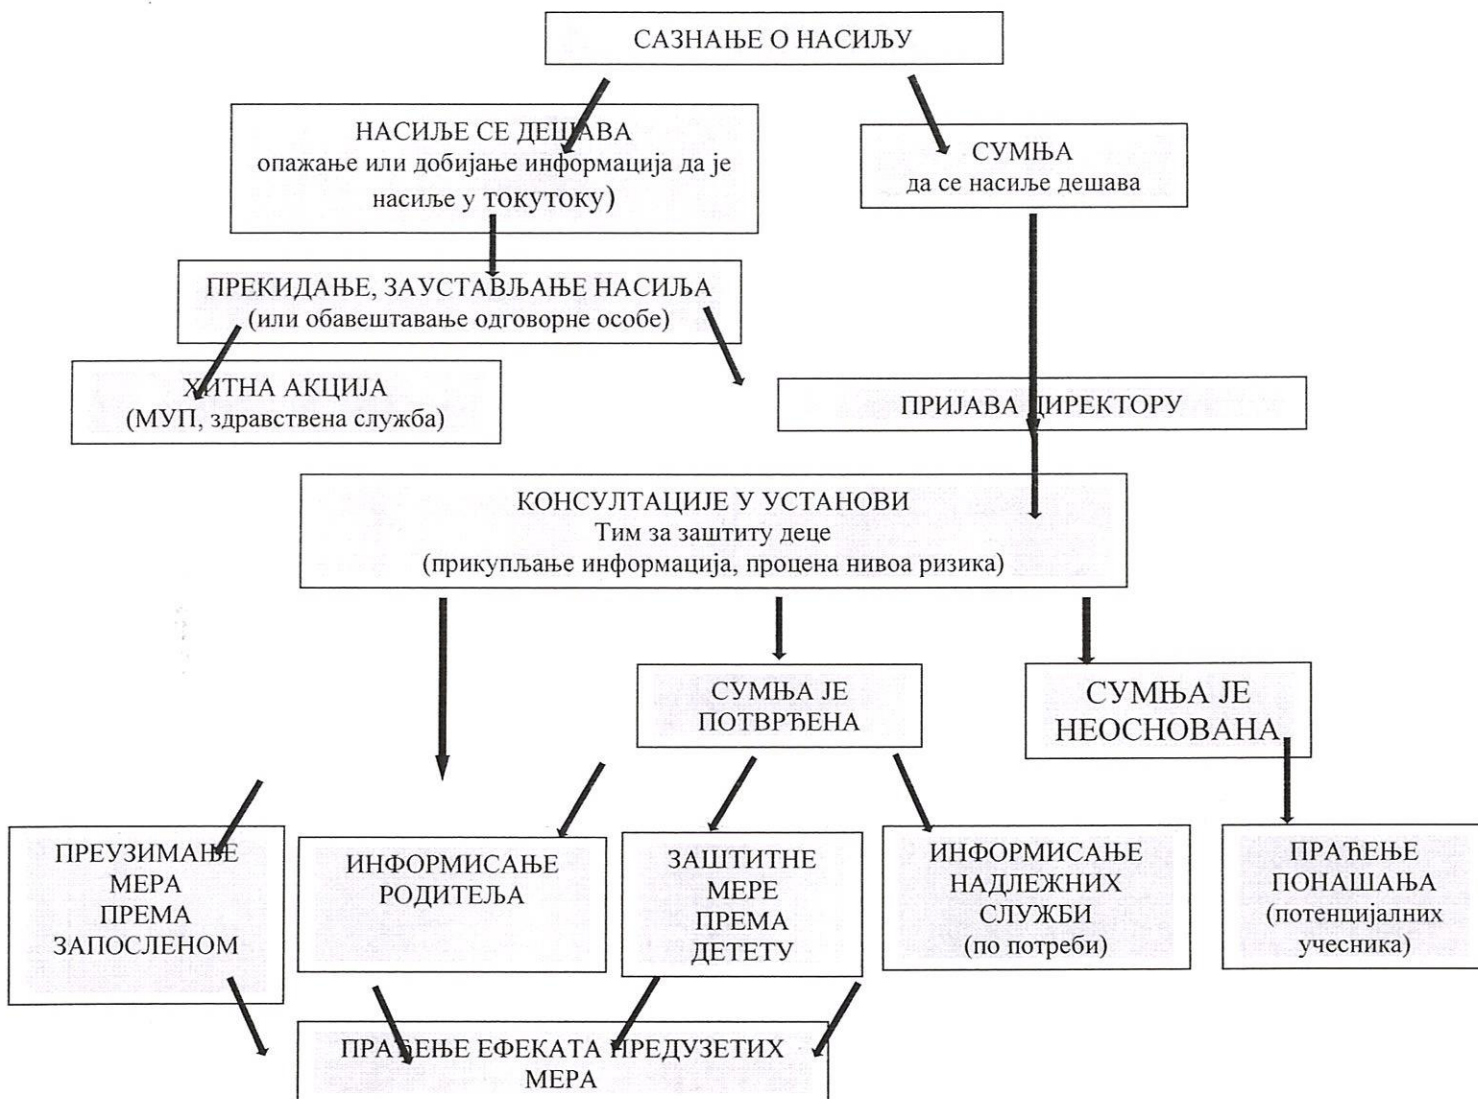 САЗНАЊЕ О НАСИЉУ
НАСИЉЕ СЕ ДЕШАВА
опажање или добијање информација да је
насиље у токутоку)
СУМЊА
да се насиље дешава
ПРЕКИДАЊЕ, ЗАУСТАВЉАЊЕ НАСИЉА
(или обавештавање одговорне особе)
ХИТНА АКЦИЈА
(МУП, здравствена служба)
ПРИЈАВА ДИРЕКТОРУ
КОНСУЛТАЦИЈЕ У УСТАНОВИ
Тим за заштиту деце
(прикупљање информација, процена нивоа ризика)
СУМЊА ЈЕ
ПОТВРЂЕНА
СУМЊА ЈЕ
НЕОСНОВАНА
ПРЕУЗИМАЊЕ
МЕРА
ПРЕМА
ЗАПОСЛЕНОМ
ИНФОРМИСАЊЕ
РОДИТЕЉА
ЗАШТИТНЕ
МЕРЕ
ПРЕМА
ДЕТЕТУ
ИНФОРМИСАЊЕ
НАДЛЕЖНИХ
СЛУЖБИ
(по потреби)
ПРАЋЕЊЕ
ПОНАШАЊА
(потенцијалних
учесника)
ПРАЋЕЊЕ ЕФЕКАТА ПРЕДУЗЕТИХ
МЕРА